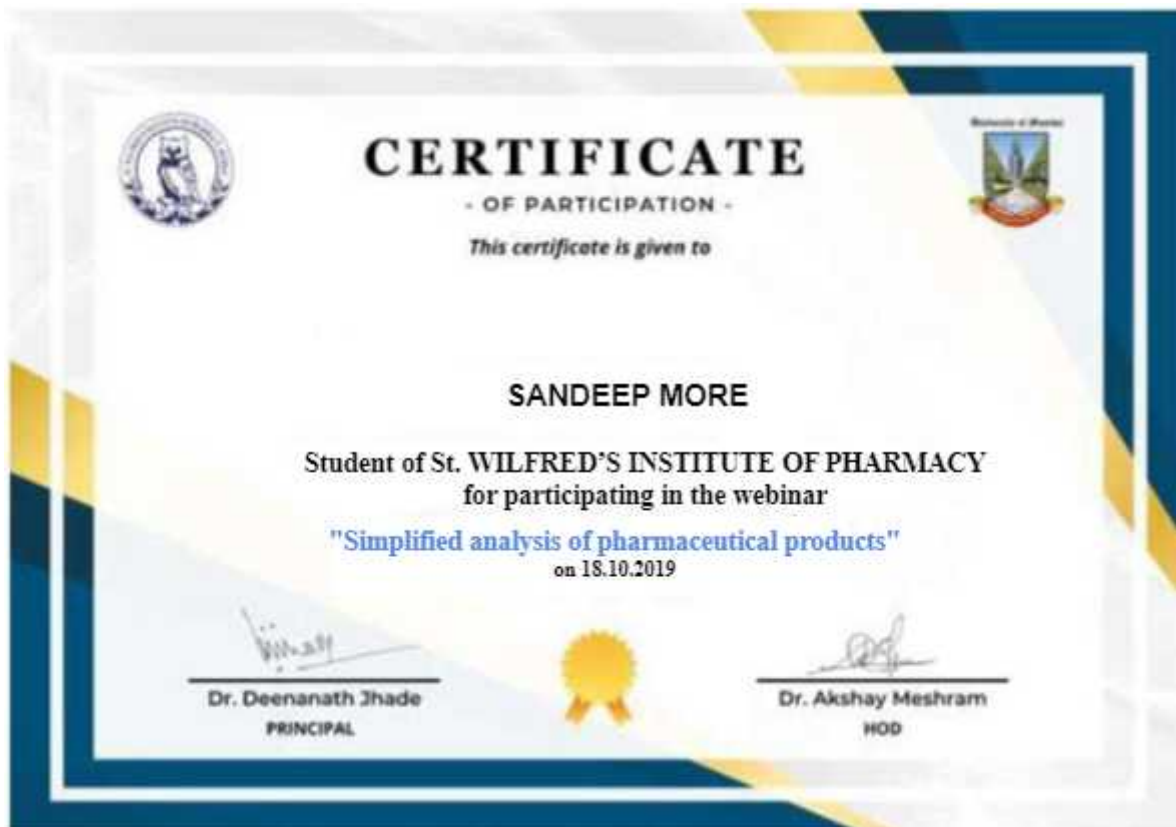 CERTIFICATE
- OF PARTICIPATION -
This certificate is given to
SANDEEP MORE
Student of St. WILFRED'S INSTITUTE OF PHARMACY
for participating in the webinar
"Simplified analysis of pharmaceutical products"
on 18.10.2019
Dr. Deenanath Jhade
PRINCIPAL
Dr. Akshay Meshram
HOD